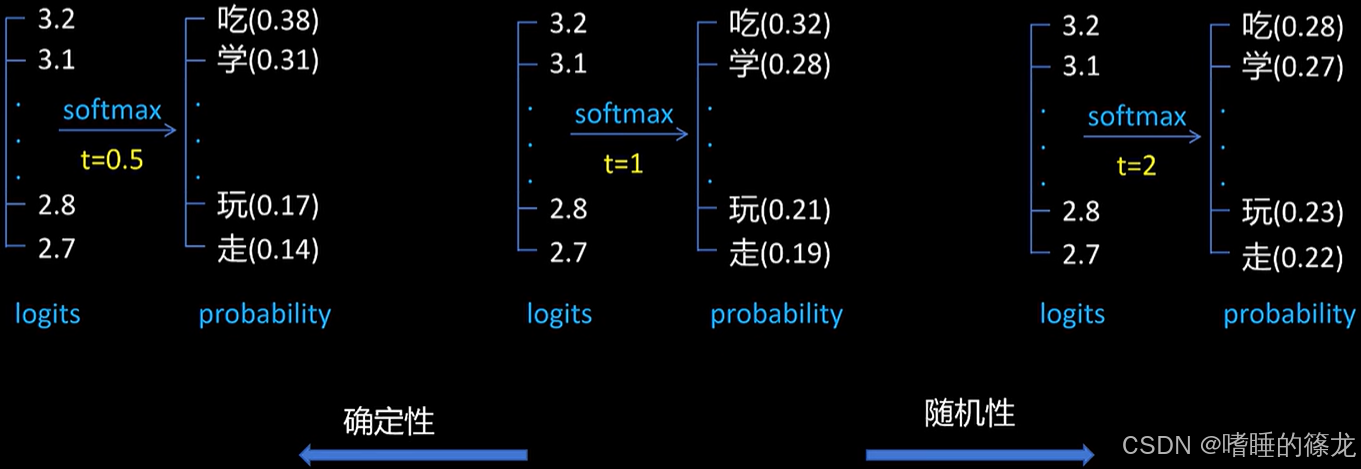 3.2
3.1
2.8
2.7
logits
softmax
t=0.5
吃(0.38)
学(0.31)
玩(0.17)
走(0.14)
probability
3.2
3.1
2.8
2.7
logits
softmax
t=1
吃(0.32)
学(0.28)
玩(0.21)
走(0.19)
probability
3.2
3.1
2.8
2.7
logits
softmax
t=2
吃(0.28)
学(0.27)
玩(0.23)
走(0.22)
probability
确定性
随机性
CSDN @嗜睡的篠龙